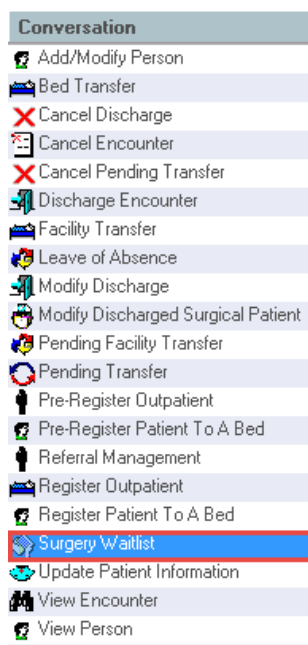 Conversation
Add/Modify Person
Bed Transfer
Cancel Discharge
Cancel Encounter
Cancel Pending Transfer
Discharge Encounter
Facility Transfer
Leave of Absence
Modify Discharge
Modify Discharged Surgical Patient
Pending Facility Transfer
Pending Transfer
Pre-Register Outpatient
Pre-Register Patient To A Bed
Referral Management
Register Outpatient
Register Patient To A Bed
Surgery Waitlist
Update Patient Information
View Encounter
View Person